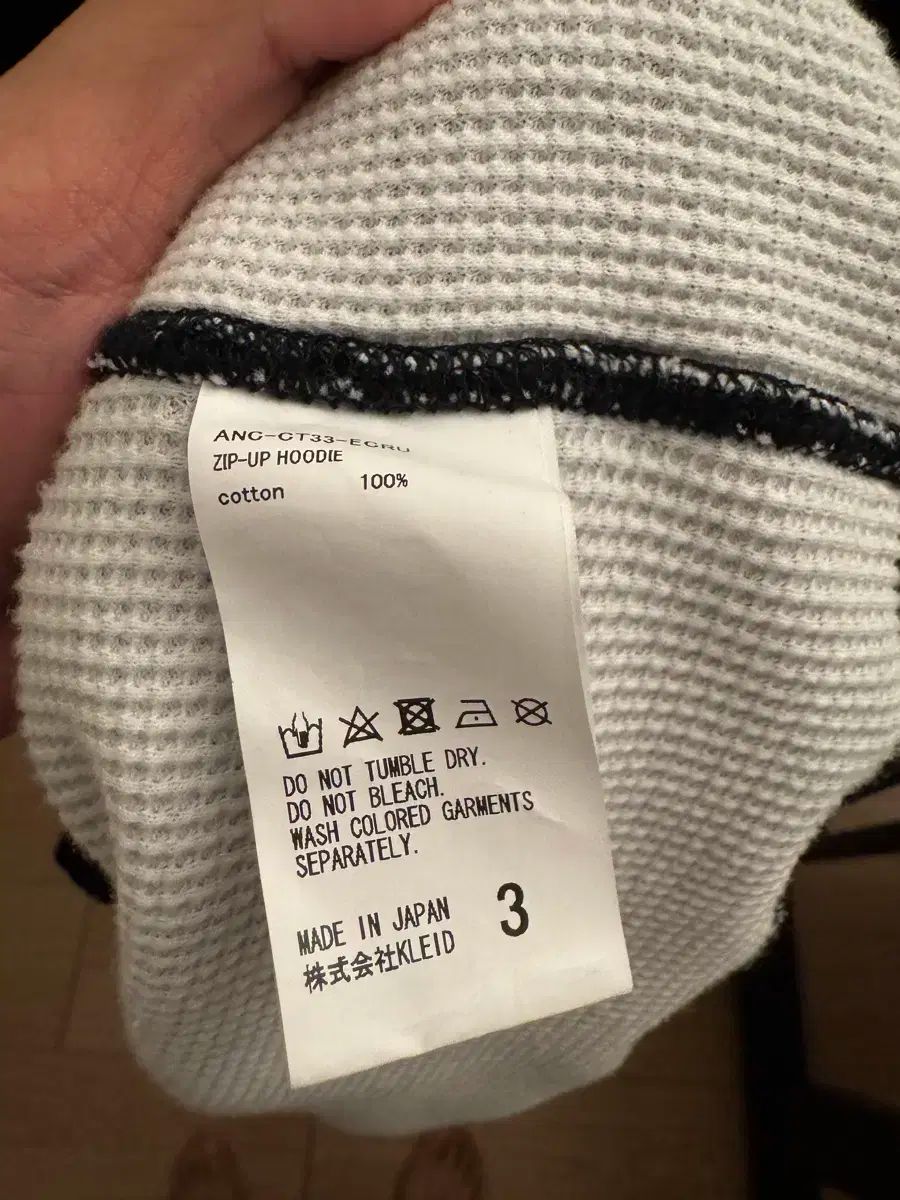 ANC-CT33-ECRU
ZIP-UP HOODIE
cotton 100%
DO NOT TUMBLE DRY.
DO NOT BLEACH.
WASH COLORED GARMENTS
SEPARATELY.
MADE IN JAPAN 3
株式会社KLEID